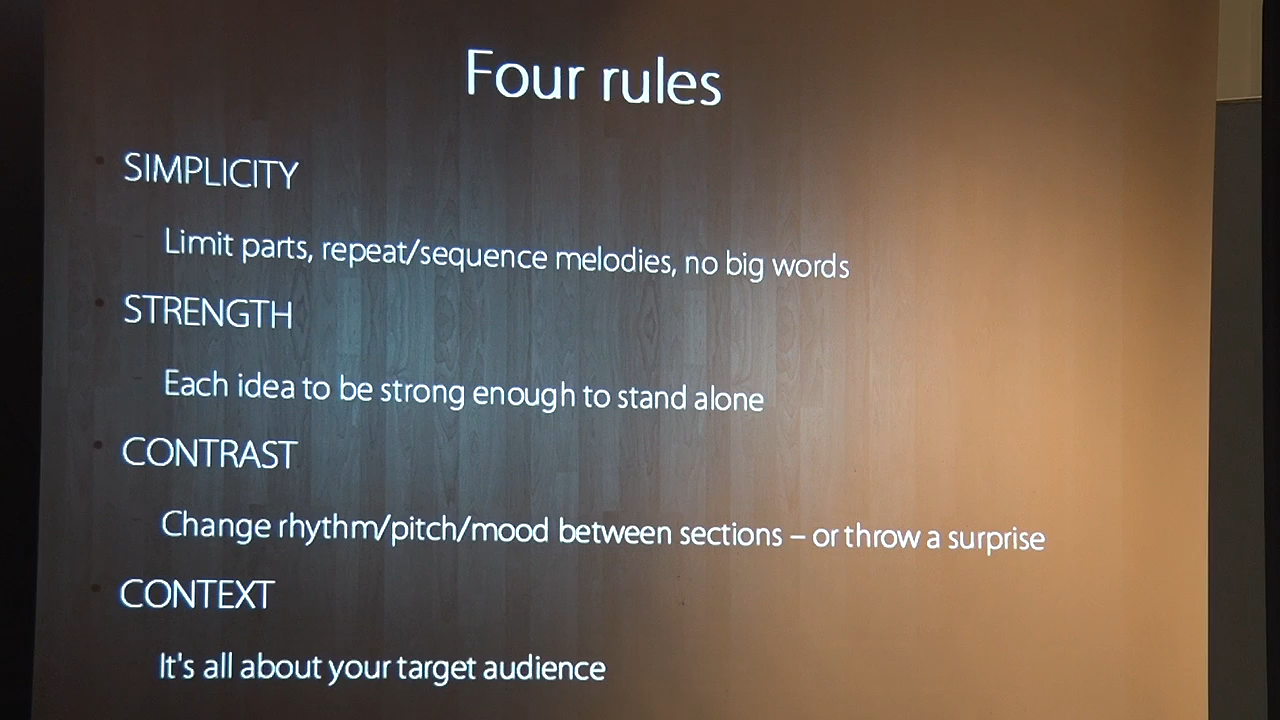 Four rules
SIMPLICITY
Limit parts, repeat/sequence melodies, no big words
STRENGTH
Each idea to be strong enough to stand alone
CONTRAST
Change rhythm/pitch/mood between sections – or throw a surprise
CONTEXT
It's all about your target audience